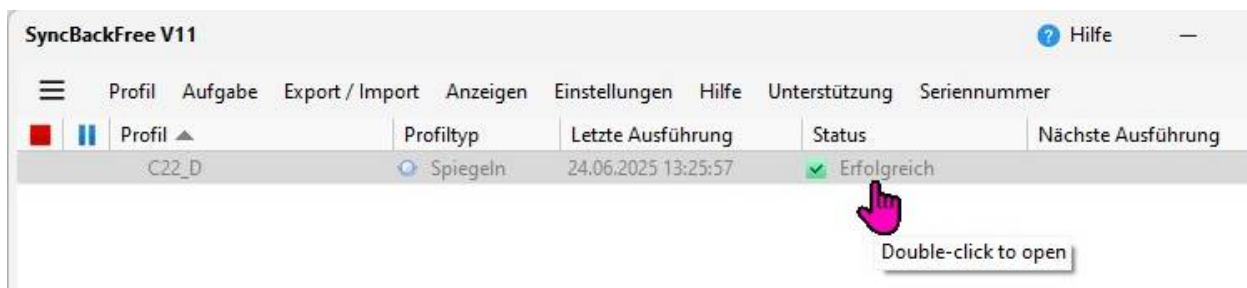 SyncBackFree V11 Hilfe
Profil Aufgabe Export / Import Anzeigen Einstellungen Hilfe Unterstützung Seriennummer
Profil Profiltyp Letzte Ausführung Status Nächste Ausführung
C22_D Spiegeln 24.06.2025 13:25:57 Erfolgreich
Double-click to open